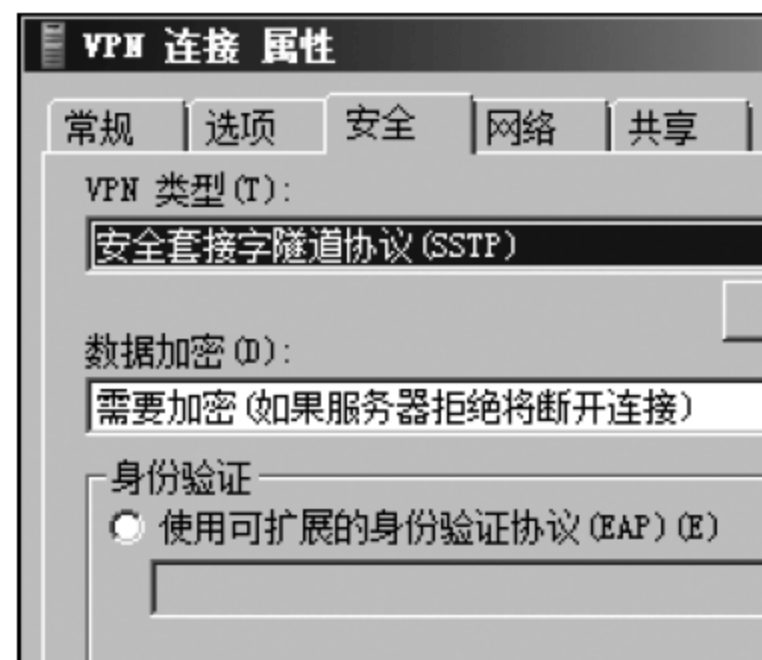 VPN 连接 属性
常规 选项 安全 网络 共享
VPN 类型(T):
安全套接字隧道协议(SSTP)
数据加密(D):
需要加密(如果服务器拒绝将断开连接)
身份验证
使用可扩展的身份验证协议(EAP)(E)